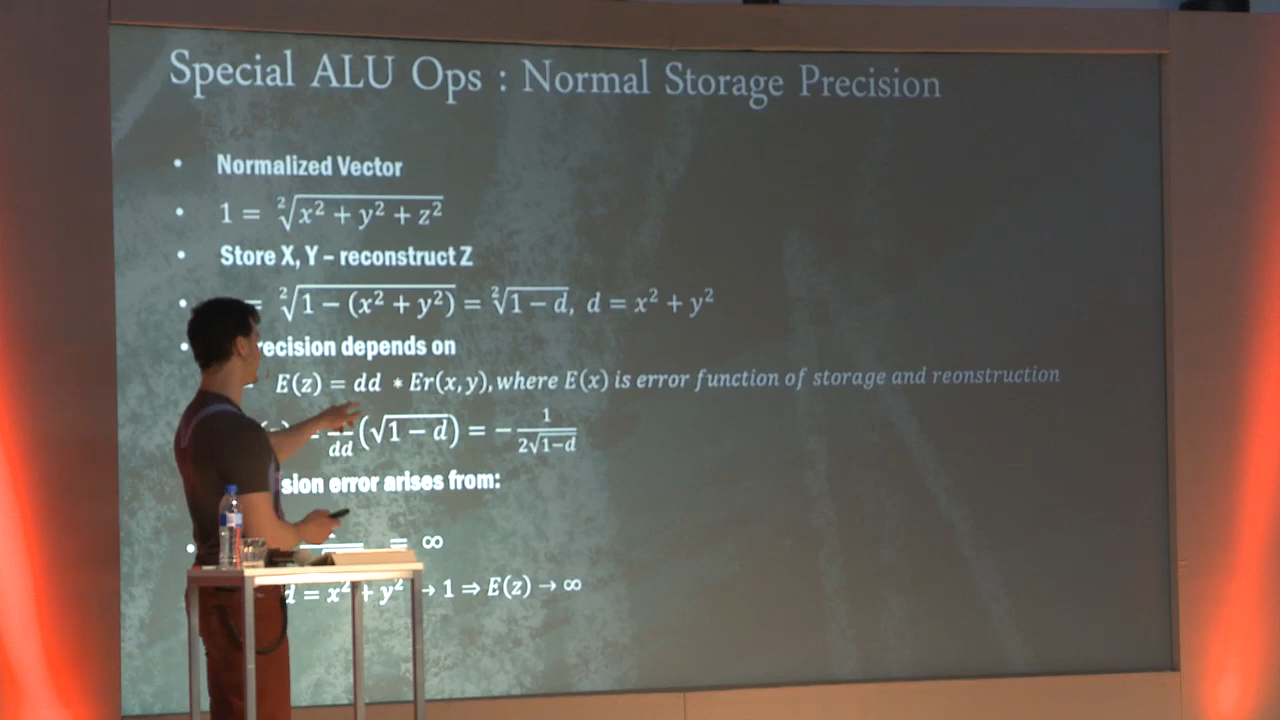 Special ALU Ops : Normal Storage Precision
• Normalized Vector
• 1 = ²√(x² + y² + z²)
• Store X, Y – reconstruct Z
• = ²√(1 − (x² + y²)) = ²√(1 − d), d = x² + y²
• recision depends on
E(z) = dd * Er(x, y), where E(x) is error function of storage and reonstruction
dd (√(1 − d)) = − 1/(2√(1−d))
sion error arises from:
• = ∞
d = x² + y² → 1 ⇒ E(z) → ∞